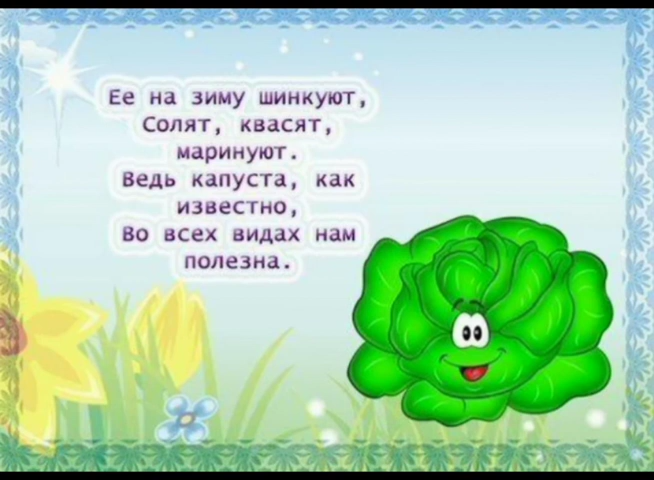 Ее на зиму шинкуют,
Солят, квасят,
маринуют.
Ведь капуста, как
известно,
Во всех видах нам
полезна.